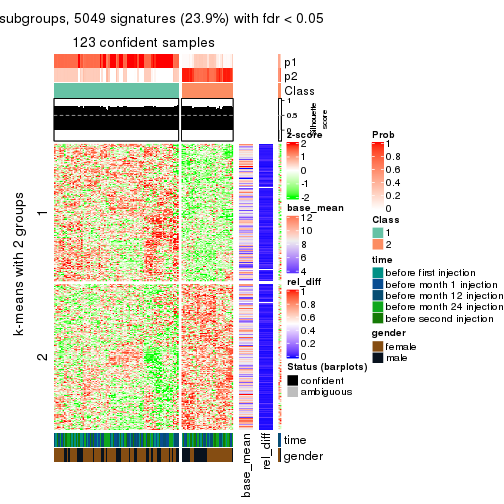 subgroups, 5049 signatures (23.9%) with fdr < 0.05
123 confident samples
p1
p2
Class
1
0.5
0
Silhouette
score
k-means with 2 groups
1
2
z-score
2
1
0
-1
-2
base_mean
12
10
8
6
4
rel_diff
1
0.8
0.6
0.4
0.2
0
Status (barplots)
confident
ambiguous
Prob
1
0.8
0.6
0.4
0.2
0
Class
1
2
time
before first injection
before month 1 injection
before month 12 injection
before month 24 injection
before second injection
gender
female
male
time
gender
base_mean
rel_diff